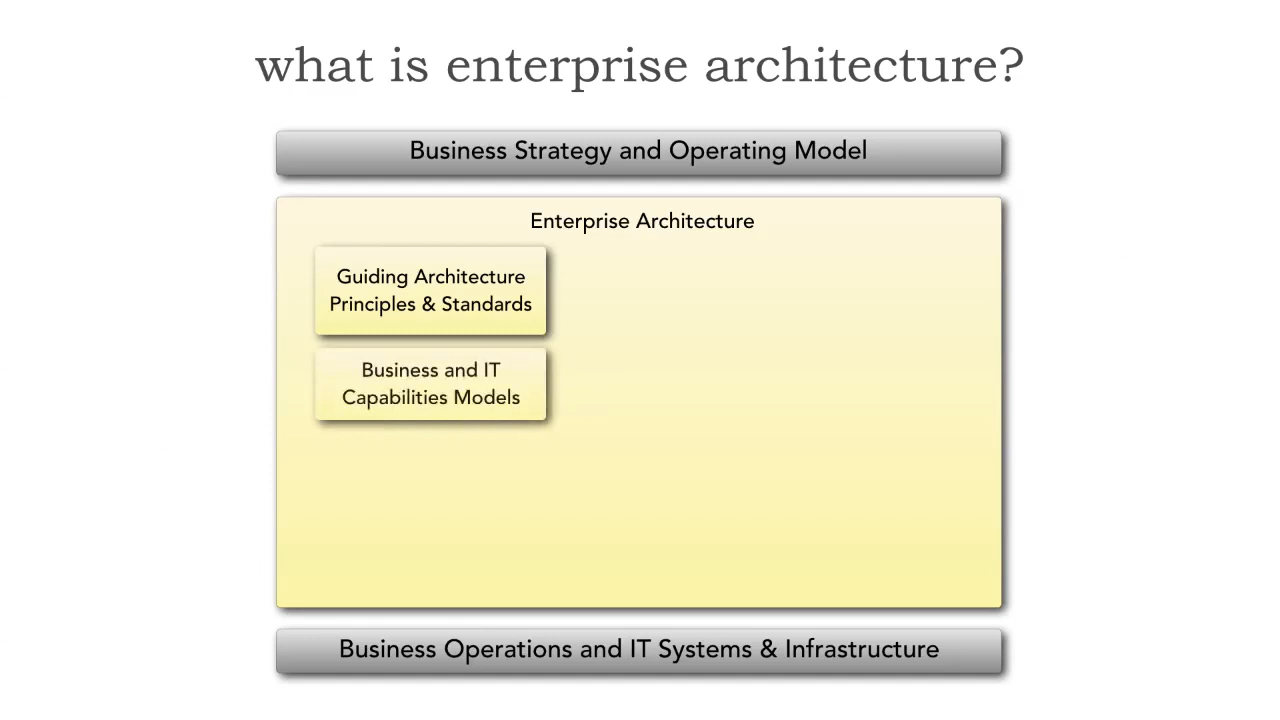 what is enterprise architecture?
Business Strategy and Operating Model
Enterprise Architecture
Guiding Architecture
Principles & Standards
Business and IT
Capabilities Models
Business Operations and IT Systems & Infrastructure